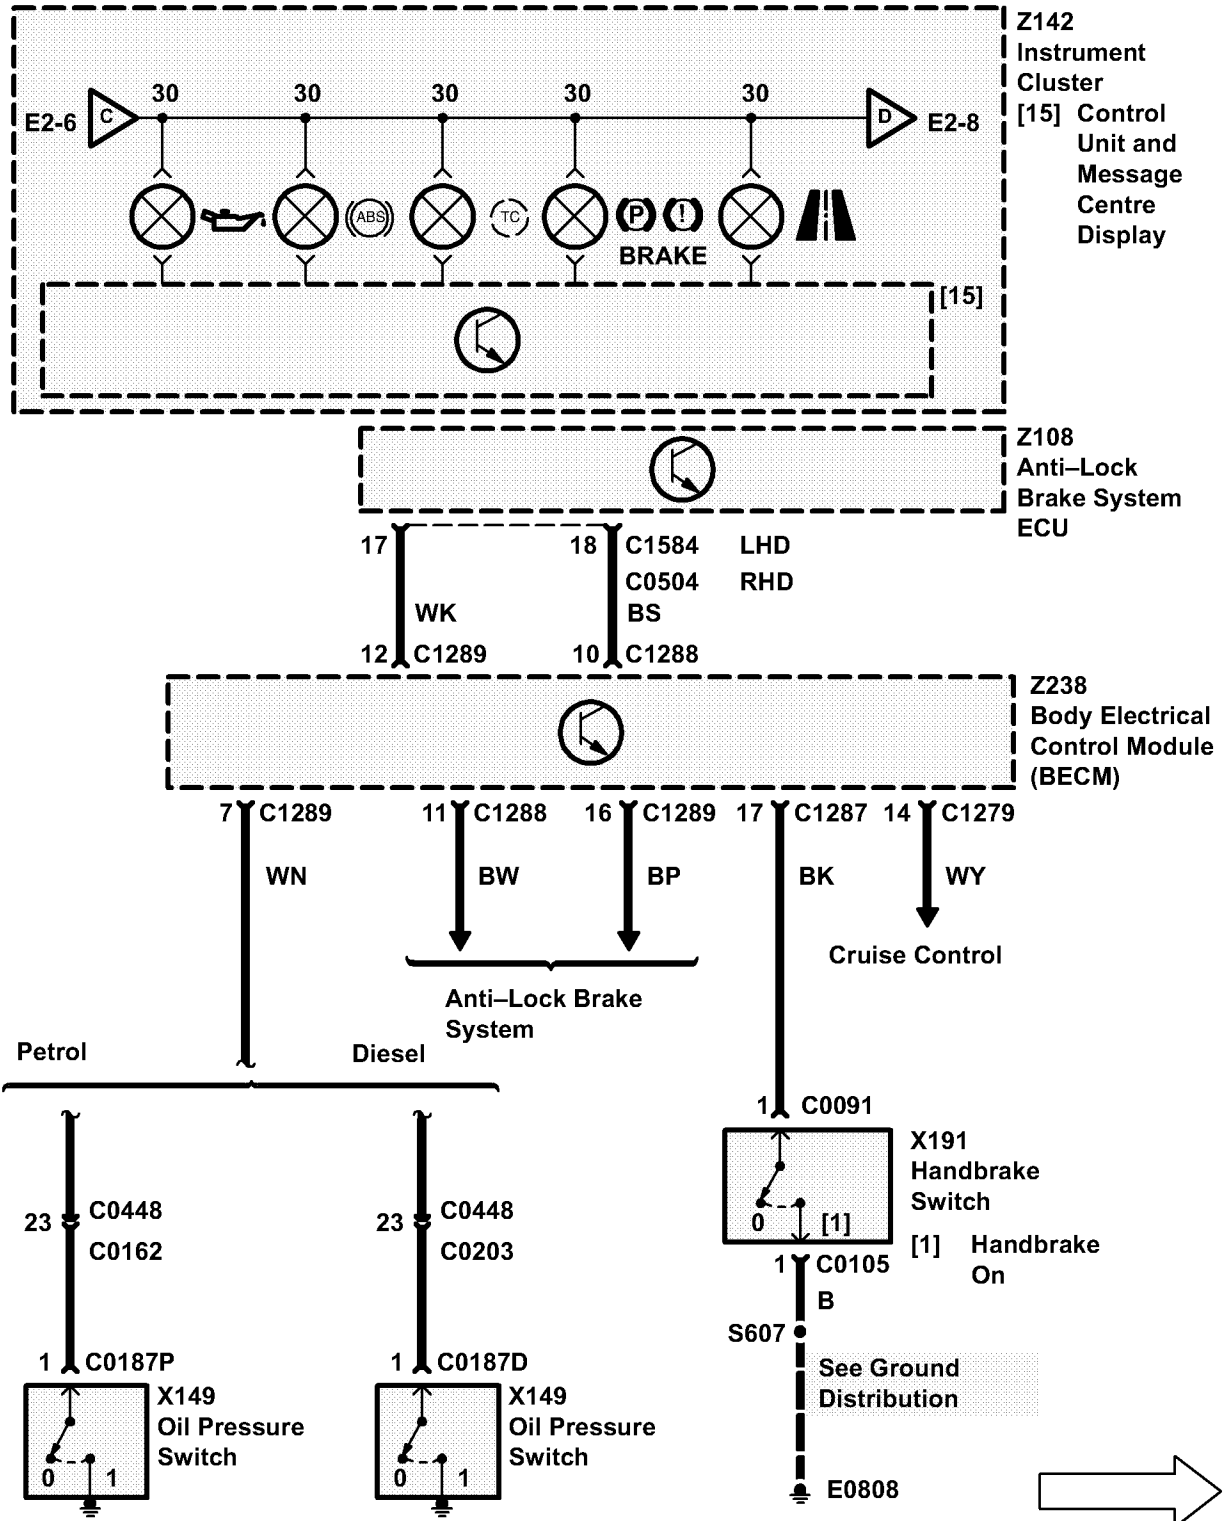 Z142
Instrument
Cluster
[15] Control
Unit and
Message
Centre
Display
30 30 30 30 30
E2-6 C D E2-8
ABS TC P !
BRAKE
[15]
Z108
Anti–Lock
Brake System
ECU
17 18 C1584 LHD
C0504 RHD
WK BS
12 C1289 10 C1288
Z238
Body Electrical
Control Module
(BECM)
7 C1289 11 C1288 16 C1289 17 C1287 14 C1279
WN BW BP BK WY
Cruise Control
Anti–Lock Brake
System
Petrol Diesel
1 C0091
X191
Handbrake
Switch
0 [1]
[1] Handbrake
On
1 C0105
B
S607
See Ground
Distribution
E0808
23 C0448
C0162
23 C0448
C0203
1 C0187P
X149
Oil Pressure
Switch
0 1
1 C0187D
X149
Oil Pressure
Switch
0 1